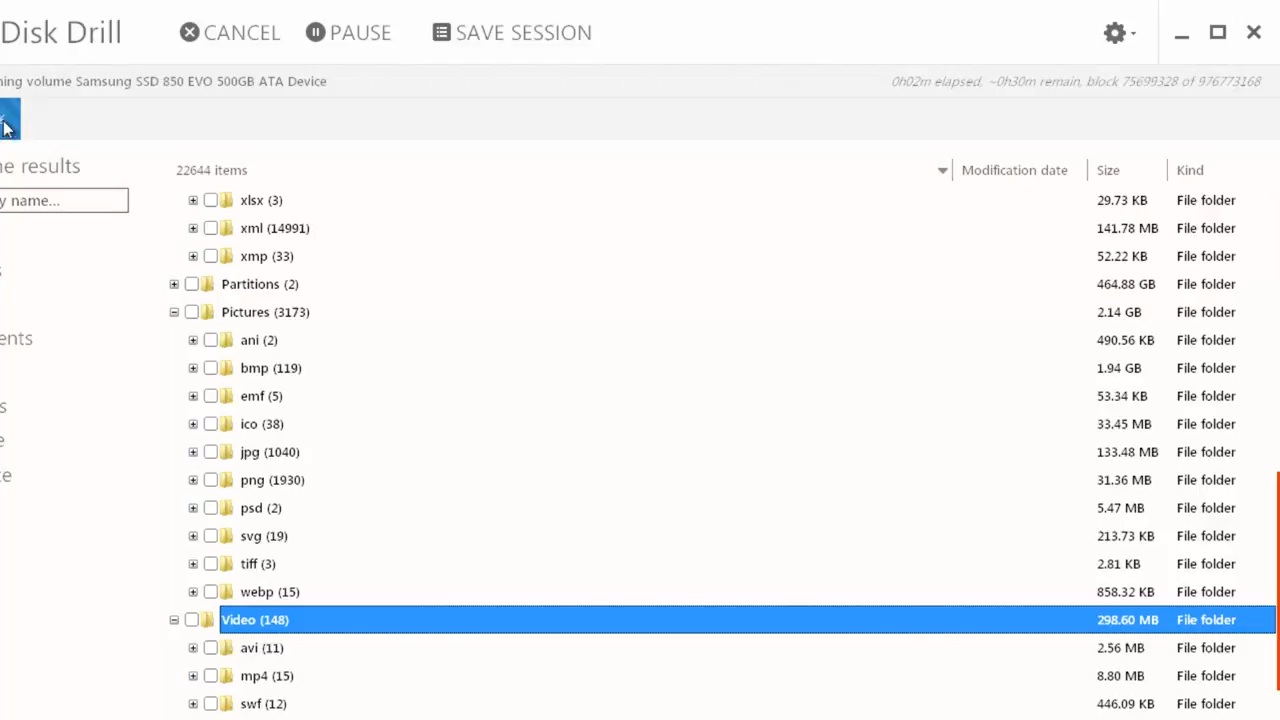 Disk Drill CANCEL PAUSE SAVE SESSION
ning volume Samsung SSD 850 EVO 500GB ATA Device 0h02m elapsed, ~0h30m remain, block 75699328 of 976773168
ne results 22644 items Modification date Size Kind
y name... xlsx (3) 29.73 KB File folder
xml (14991) 141.78 MB File folder
s xmp (33) 52.22 KB File folder
Partitions (2) 464.88 GB File folder
Pictures (3173) 2.14 GB File folder
ents ani (2) 490.56 KB File folder
bmp (119) 1.94 GB File folder
s emf (5) 53.34 KB File folder
ico (38) 33.45 MB File folder
e jpg (1040) 133.48 MB File folder
te png (1930) 31.36 MB File folder
psd (2) 5.47 MB File folder
svg (19) 213.73 KB File folder
tiff (3) 2.81 KB File folder
webp (15) 858.32 KB File folder
Video (148) 298.60 MB File folder
avi (11) 2.56 MB File folder
mp4 (15) 8.80 MB File folder
swf (12) 446.09 KB File folder